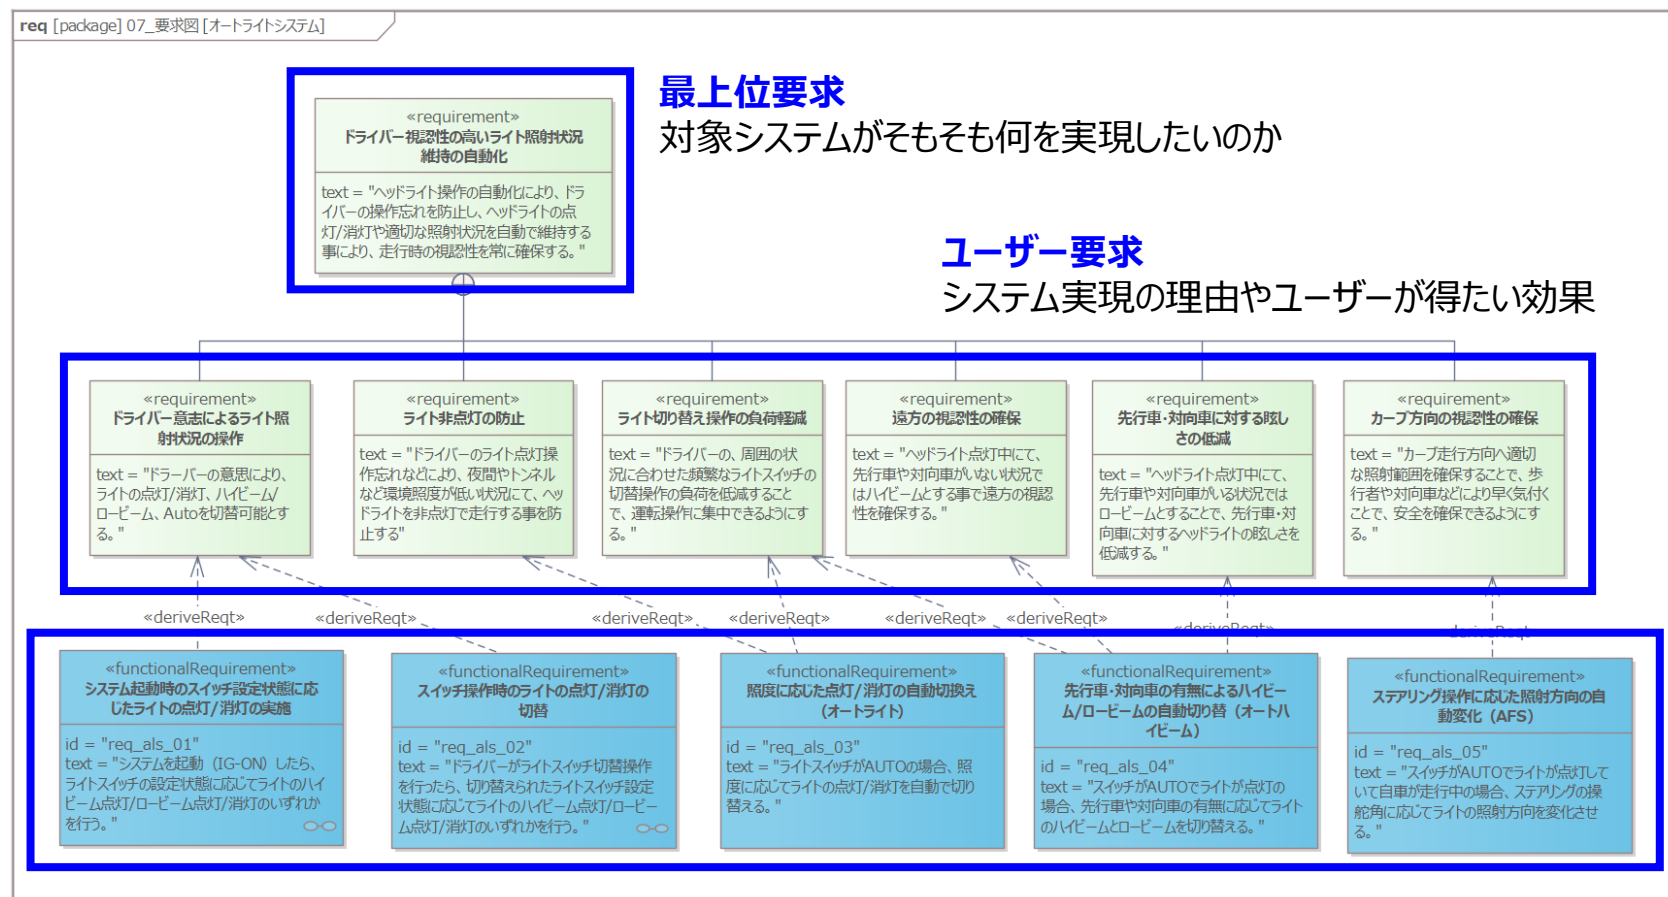 req [package] 07_要求図 [オートライトシステム]
最上位要求
対象システムがそもそも何を実現したいのか
«requirement»
ドライバー視認性の高いライト照射状況
維持の自動化
text = "ヘッドライト操作の自動化により、ドラ
イバーの操作忘れを防止し、ヘッドライトの点
灯/消灯や適切な照射状況を自動で維持する
事により、走行時の視認性を常に確保する。"
ユーザー要求
システム実現の理由やユーザーが得たい効果
«requirement»
ドライバー意志によるライト照
射状況の操作
text = "ドラーバーの意思により、
ライトの点灯/消灯、ハイビーム/
ロービーム、Autoを切替可能とす
る。"
«requirement»
ライト非点灯の防止
text = "ドライバーのライト点灯操
作忘れなどにより、夜間やトンネル
など環境照度が低い状況にて、ヘッ
ドライトを非点灯で走行する事を防
止する"
«requirement»
ライト切り替え操作の負荷軽減
text = "ドライバーの、周囲の状
況に合わせた頻繁なライトスイッチの
切替操作の負荷を低減すること
で、運転操作に集中できるようにす
る。"
«requirement»
遠方の視認性の確保
text = "ヘッドライト点灯中にて、
先行車や対向車がいない状況で
はハイビームとする事で遠方の視認
性を確保する。"
«requirement»
先行車・対向車に対する眩し
さの低減
text = "ヘッドライト点灯中にて、
先行車や対向車がいる状況では
ロービームとすることで、先行車・対
向車に対するヘッドライトの眩しさを
低減する。"
«requirement»
カーブ方向の視認性の確保
text = "カーブ走行方向へ適切
な照射範囲を確保することで、歩
行者や対向車などにより早く気付く
ことで、安全を確保できるようにす
る。"
«deriveReqt»
«deriveReqt»
«deriveReqt»
«deriveReqt»
«deriveReqt»
«deriveReqt»
«deriveReqt»
«deriveReqt»
«functionalRequirement»
システム起動時のスイッチ設定状態に応
じたライトの点灯/消灯の実施
id = "req_als_01"
text = "システムを起動（IG-ON）したら、
ライトスイッチの設定状態に応じてライトのハイ
ビーム点灯/ロービーム点灯/消灯のいずれか
を行う。"
«functionalRequirement»
スイッチ操作時のライトの点灯/消灯の
切替
id = "req_als_02"
text = "ドライバーがライトスイッチ切替操作
を行ったら、切り替えられたライトスイッチ設定
状態に応じてライトのハイビーム点灯/ロービー
ム点灯/消灯のいずれかを行う。"
«functionalRequirement»
照度に応じた点灯/消灯の自動切換え
（オートライト）
id = "req_als_03"
text = "ライトスイッチがAUTOの場合、照
度に応じてライトの点灯/消灯を自動で切り
替える。"
«functionalRequirement»
先行車・対向車の有無によるハイビー
ム/ロービームの自動切り替（オートハ
イビーム）
id = "req_als_04"
text = "スイッチがAUTOでライトが点灯の
場合、先行車や対向車の有無に応じてライト
のハイビームとロービームを切り替える。"
«functionalRequirement»
ステアリング操作に応じた照射方向の自
動変化（AFS）
id = "req_als_05"
text = "スイッチがAUTOでライトが点灯して
いて自車が走行中の場合、ステアリングの操
舵角に応じてライトの照射方向を変化させ
る。"